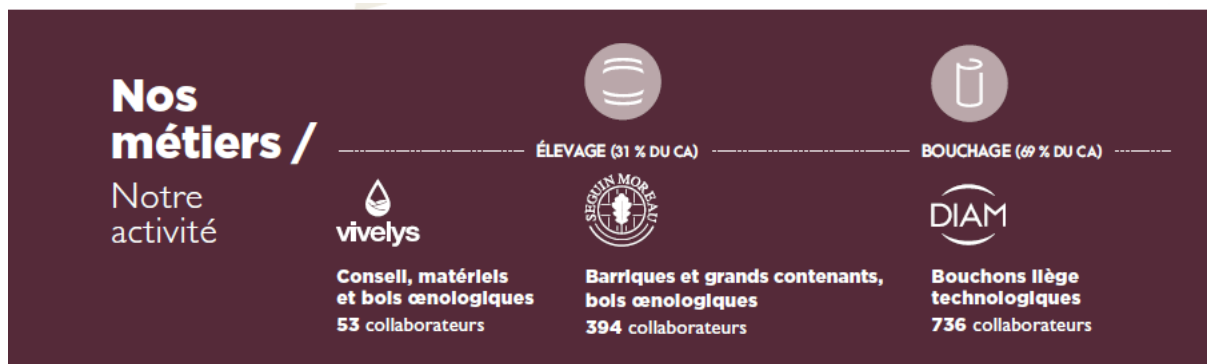 Nos
métiers /
Notre
activité
ÉLEVAGE (31 % DU CA)
BOUCHAGE (69 % DU CA)
vivelys
Conseil, matériels
et bois œnologiques
53 collaborateurs
SEGUIN MOREAU
Barriques et grands contenants,
bois œnologiques
394 collaborateurs
DIAM
Bouchons liège
technologiques
736 collaborateurs